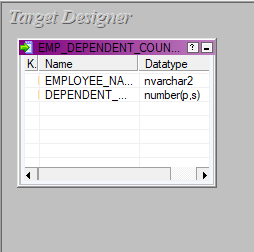 Target Designer
EMP_DEPENDENT_COUN... ?
K. Name Datatype
EMPLOYEE_NA... nvarchar2
DEPENDENT_... number(p,s)